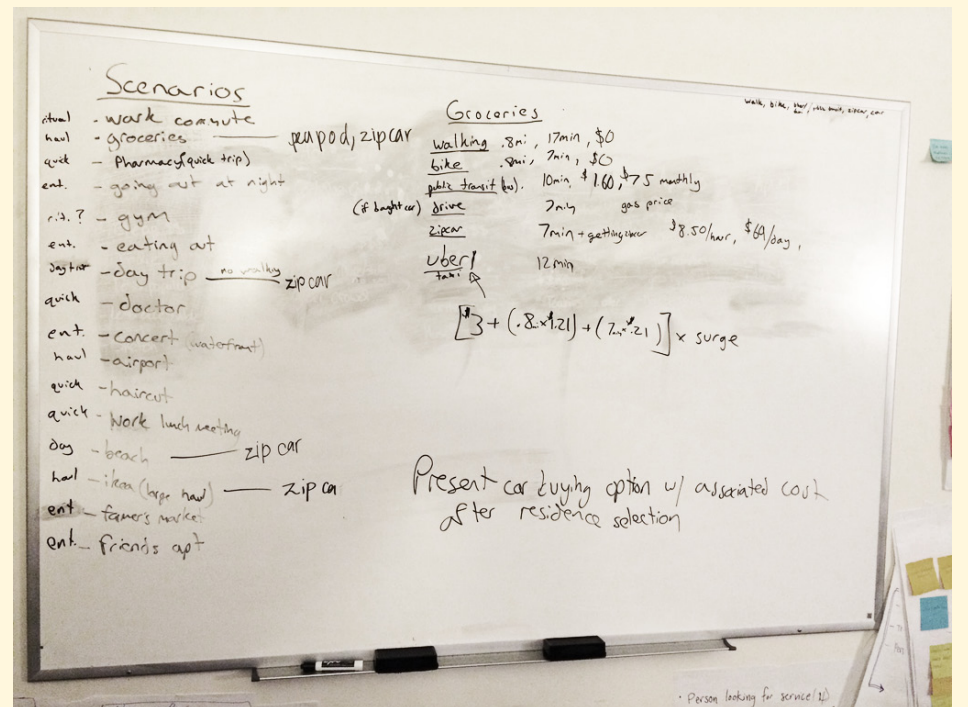 Scenarios
ritual - work commute
haul - groceries — peapod, zipcar
quick - Pharmacy (quick trip)
ent. - going out at night
rit.? - gym
ent. - eating out
day trip - day trip no walking zipcar
quick - doctor
ent. - concert (waterfront)
haul - airport
quick - haircut
quick - Work lunch meeting
day - beach — zip car
haul - ikea (large haul) — zip car
ent - famer's market
ent. - friends apt
walk, bike, public transit, zipcar, car
Groceries
walking .8mi, 17min, $0
bike .8mi, 7min, $0
public transit (bus). 10min, $1.60, $75 monthly
(if bought car) drive 7min gas price
zipcar 7min + getting $8.50/hour, $69/day,
uber/ 12 min
taxi
[$3 + (.8 x $1.21) + (7 x $.21)] x surge
Present car buying option w/ associated cost
after residence selection
• Person looking for service